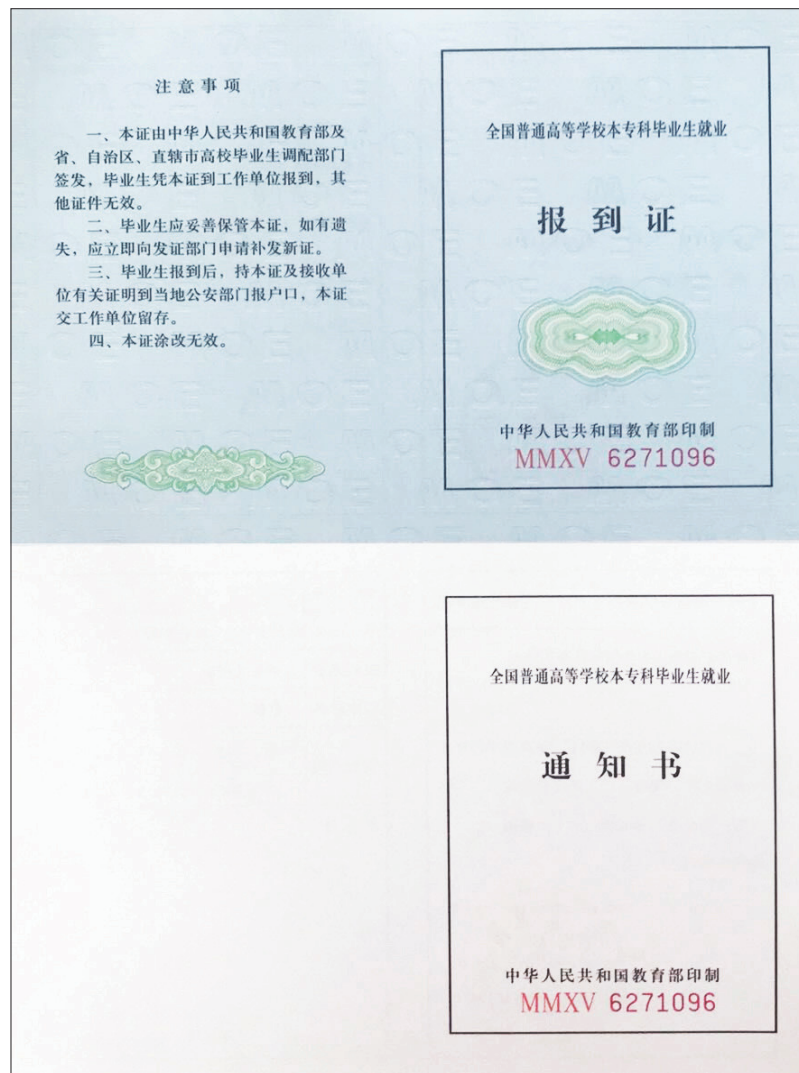 注意事项
一、本证由中华人民共和国教育部及
省、自治区、直辖市高校毕业生调配部门
签发，毕业生凭本证到工作单位报到，其
他证件无效。
二、毕业生应妥善保管本证，如有遗
失，应立即向发证部门申请补发新证。
三、毕业生报到后，持本证及接收单
位有关证明到当地公安部门报户口，本证
交工作单位留存。
四、本证涂改无效。
全国普通高等学校本专科毕业生就业
报到证
中华人民共和国教育部印制
MMXV 6271096
全国普通高等学校本专科毕业生就业
通知书
中华人民共和国教育部印制
MMXV 6271096